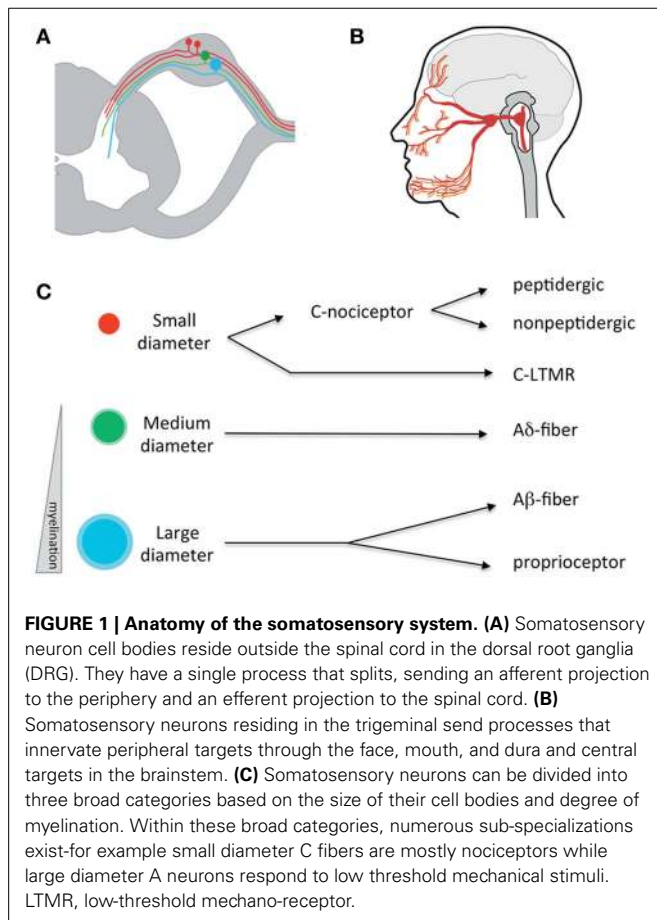 A
B
C
Small
diameter
C-nociceptor
peptidergic
nonpeptidergic
C-LTMR
Medium
diameter
Aδ-fiber
myelination
Large
diameter
Aβ-fiber
proprioceptor
FIGURE 1 | Anatomy of the somatosensory system. (A) Somatosensory
neuron cell bodies reside outside the spinal cord in the dorsal root ganglia
(DRG). They have a single process that splits, sending an afferent projection
to the periphery and an efferent projection to the spinal cord. (B)
Somatosensory neurons residing in the trigeminal send processes that
innervate peripheral targets through the face, mouth, and dura and central
targets in the brainstem. (C) Somatosensory neurons can be divided into
three broad categories based on the size of their cell bodies and degree of
myelination. Within these broad categories, numerous sub-specializations
exist-for example small diameter C fibers are mostly nociceptors while
large diameter A neurons respond to low threshold mechanical stimuli.
LTMR, low-threshold mechano-receptor.